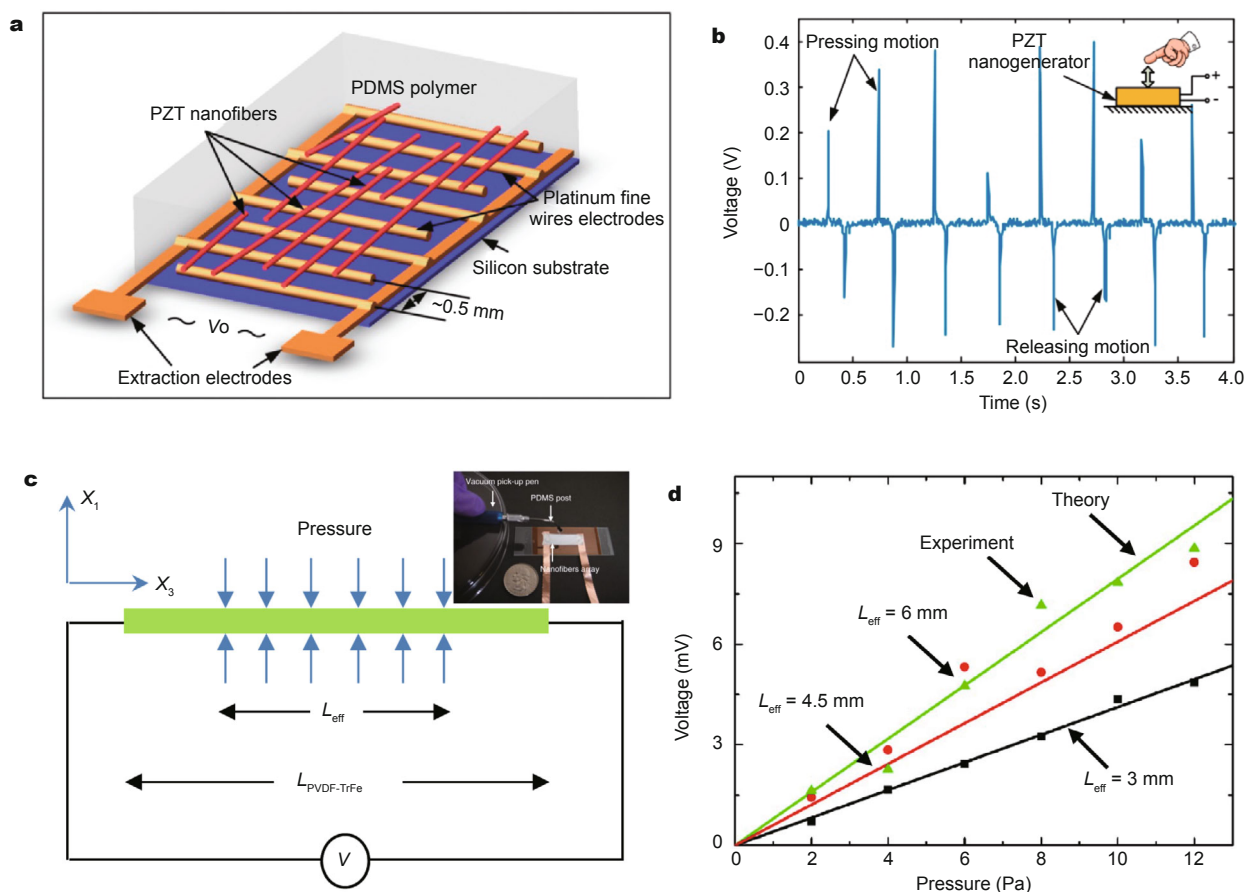 a
PDMS polymer
PZT nanofibers
Platinum fine
wires electrodes
Silicon substrate
~0.5 mm
~ Vo ~
Extraction electrodes
b
Pressing motion
PZT
nanogenerator
+
-
Releasing motion
Voltage (V)
0.4
0.3
0.2
0.1
0
−0.1
−0.2
0 0.5 1.0 1.5 2.0 2.5 3.0 3.5 4.0
Time (s)
c
X1
X3
Pressure
Vacuum pick-up pen
PDMS post
Nanofibers array
Leff
LPVDF-TrFe
V
d
Theory
Experiment
Leff = 6 mm
Leff = 4.5 mm
Leff = 3 mm
Voltage (mV)
9
6
3
0
0 2 4 6 8 10 12
Pressure (Pa)